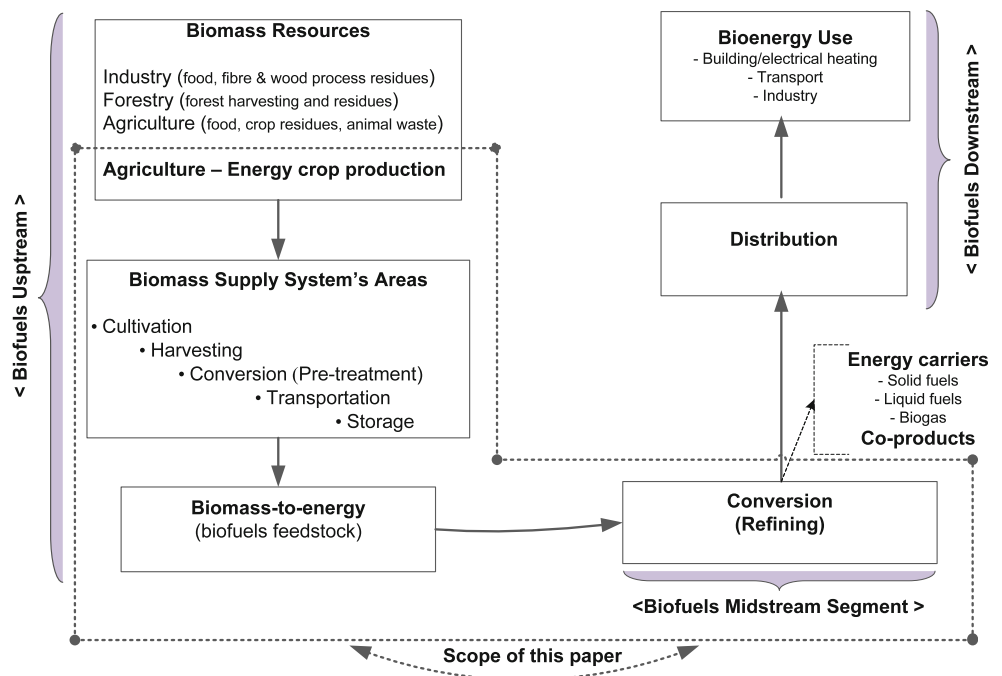 Biomass Resources
Industry (food, fibre & wood process residues)
Forestry (forest harvesting and residues)
Agriculture (food, crop residues, animal waste)
Agriculture – Energy crop production
< Biofuels Usptream >
Biomass Supply System's Areas
• Cultivation
• Harvesting
• Conversion (Pre-treatment)
• Transportation
• Storage
Biomass-to-energy
(biofuels feedstock)
Conversion
(Refining)
<Biofuels Midstream Segment >
Energy carriers
- Solid fuels
- Liquid fuels
- Biogas
Co-products
Distribution
Bioenergy Use
- Building/electrical heating
- Transport
- Industry
< Biofuels Downstream >
Scope of this paper